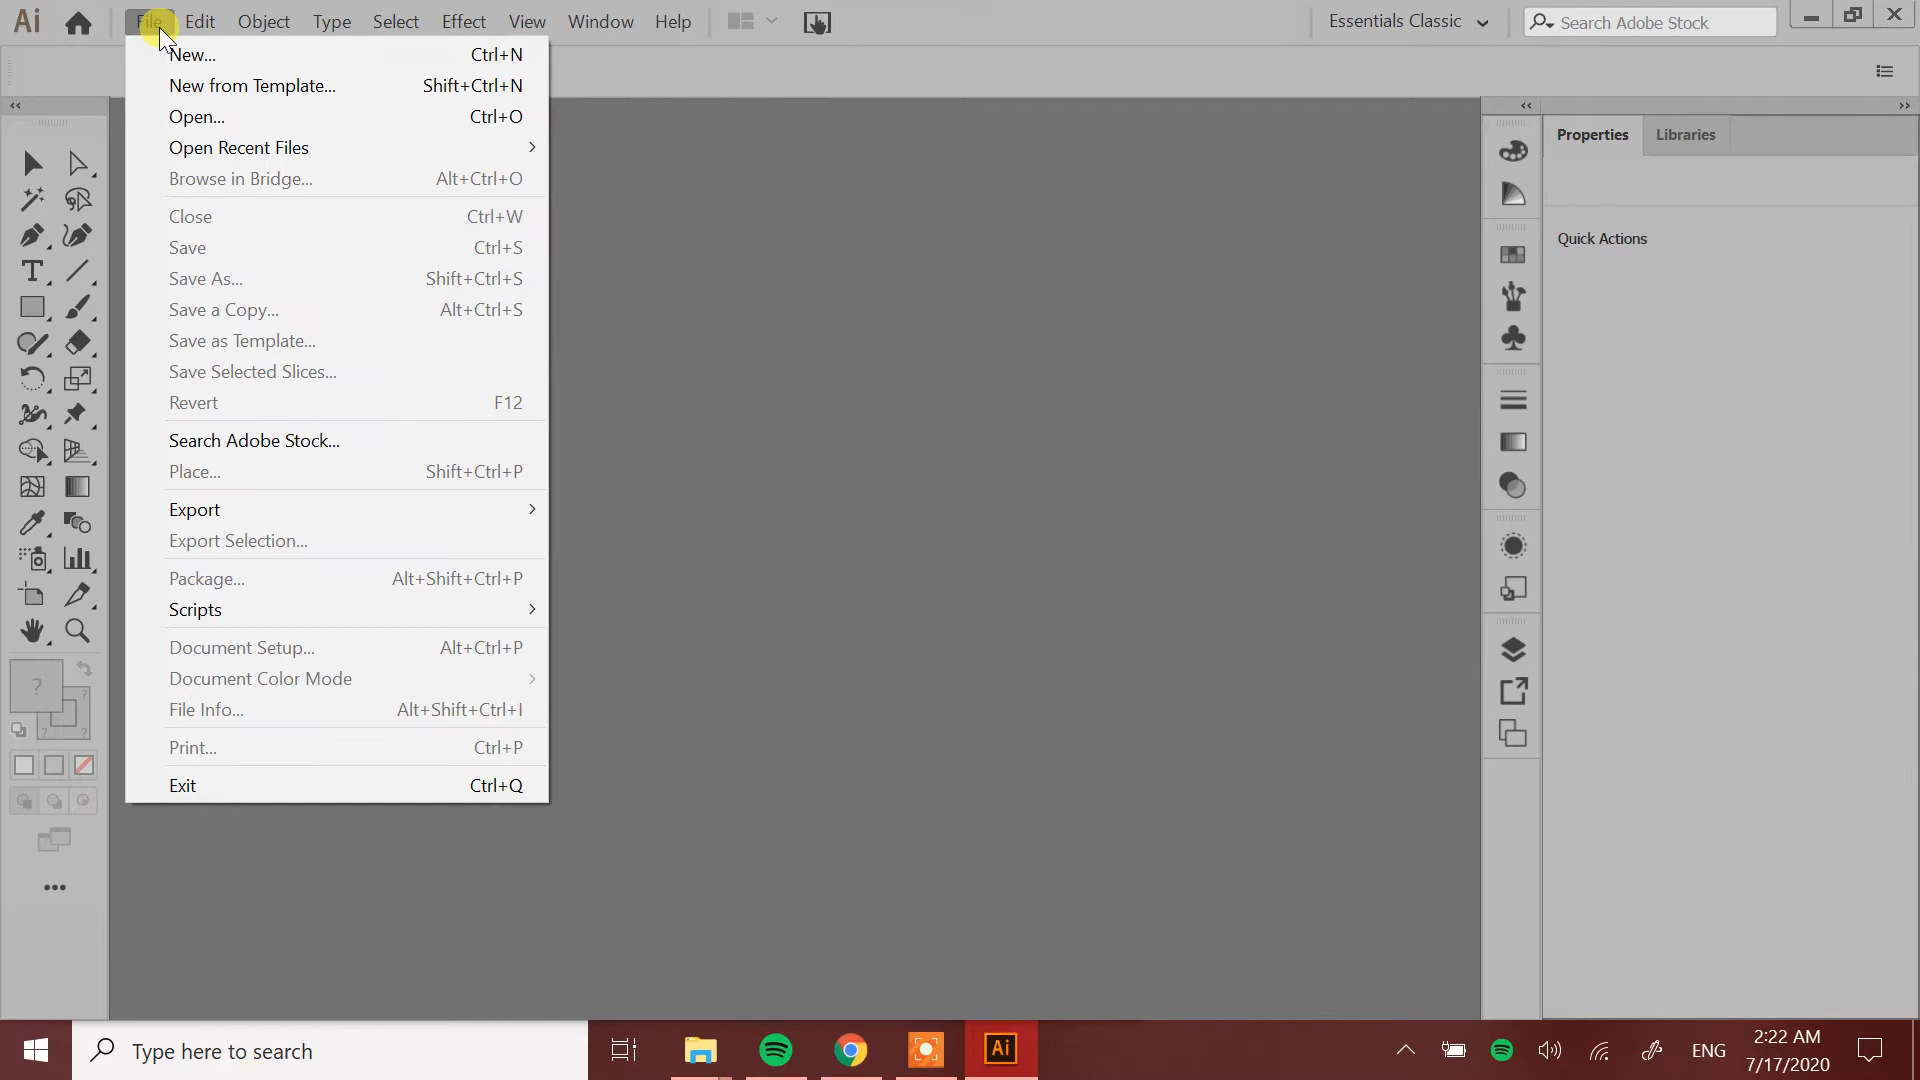 Ai File Edit Object Type Select Effect View Window Help Essentials Classic Search Adobe Stock
New... Ctrl+N
New from Template... Shift+Ctrl+N
Open... Ctrl+O
Open Recent Files
Browse in Bridge... Alt+Ctrl+O
Close Ctrl+W
Save Ctrl+S
Save As... Shift+Ctrl+S
Save a Copy... Alt+Ctrl+S
Save as Template...
Save Selected Slices...
Revert F12
Search Adobe Stock...
Place... Shift+Ctrl+P
Export
Export Selection...
Package... Alt+Shift+Ctrl+P
Scripts
Document Setup... Alt+Ctrl+P
Document Color Mode
File Info... Alt+Shift+Ctrl+I
Print... Ctrl+P
Exit Ctrl+Q
Properties Libraries
Quick Actions
Type here to search
Ai
ENG
2:22 AM
7/17/2020